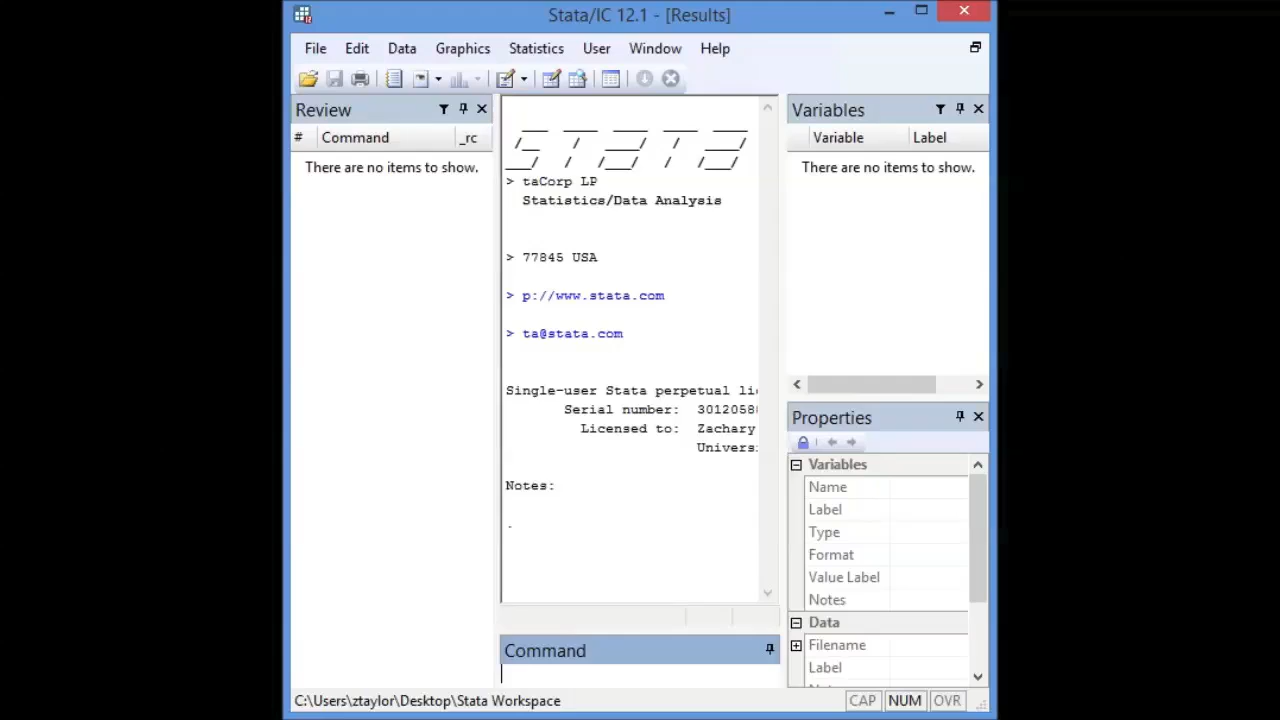 Stata/IC 12.1 - [Results]
File Edit Data Graphics Statistics User Window Help
Review
# Command _rc
There are no items to show.
STATA
> taCorp LP
Statistics/Data Analysis
> 77845 USA
> p://www.stata.com
> ta@stata.com
Single-user Stata perpetual
Serial number:
Licensed to: Zachary
Notes:
.
Command
Variables
Variable Label
There are no items to show.
Properties
Variables
Name
Label
Type
Format
Value Label
Notes
Data
Filename
Label
C:\Users\ztaylor\Desktop\Stata Workspace
CAP NUM OVR